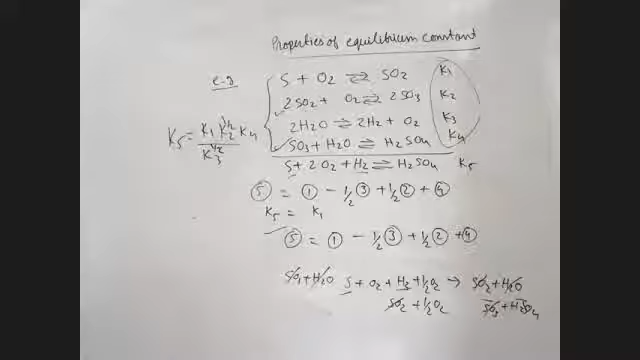 Properties of equilibrium constant
e.g
S + O₂ ⇌ SO₂ K₁
2SO₂ + O₂ ⇌ 2SO₃ K₂
2H₂O ⇌ 2H₂ + O₂ K₃
SO₃ + H₂O ⇌ H₂SO₄ K₄
S + 2O₂ + H₂ ⇌ H₂SO₄ K₅
K₅ = K₁ K₂^1/2 K₄ / K₃^1/2
⑤ = ① - 1/2 ③ + 1/2 ② + ④
K₅ = K₁
⑤ = ① - 1/2 ③ + 1/2 ② + ④
+ H₂O S + O₂ + H₂ + 1/2 O₂ → SO₂ + H₂O
SO₂ + 1/2 O₂ SO₃ + H₂SO₄